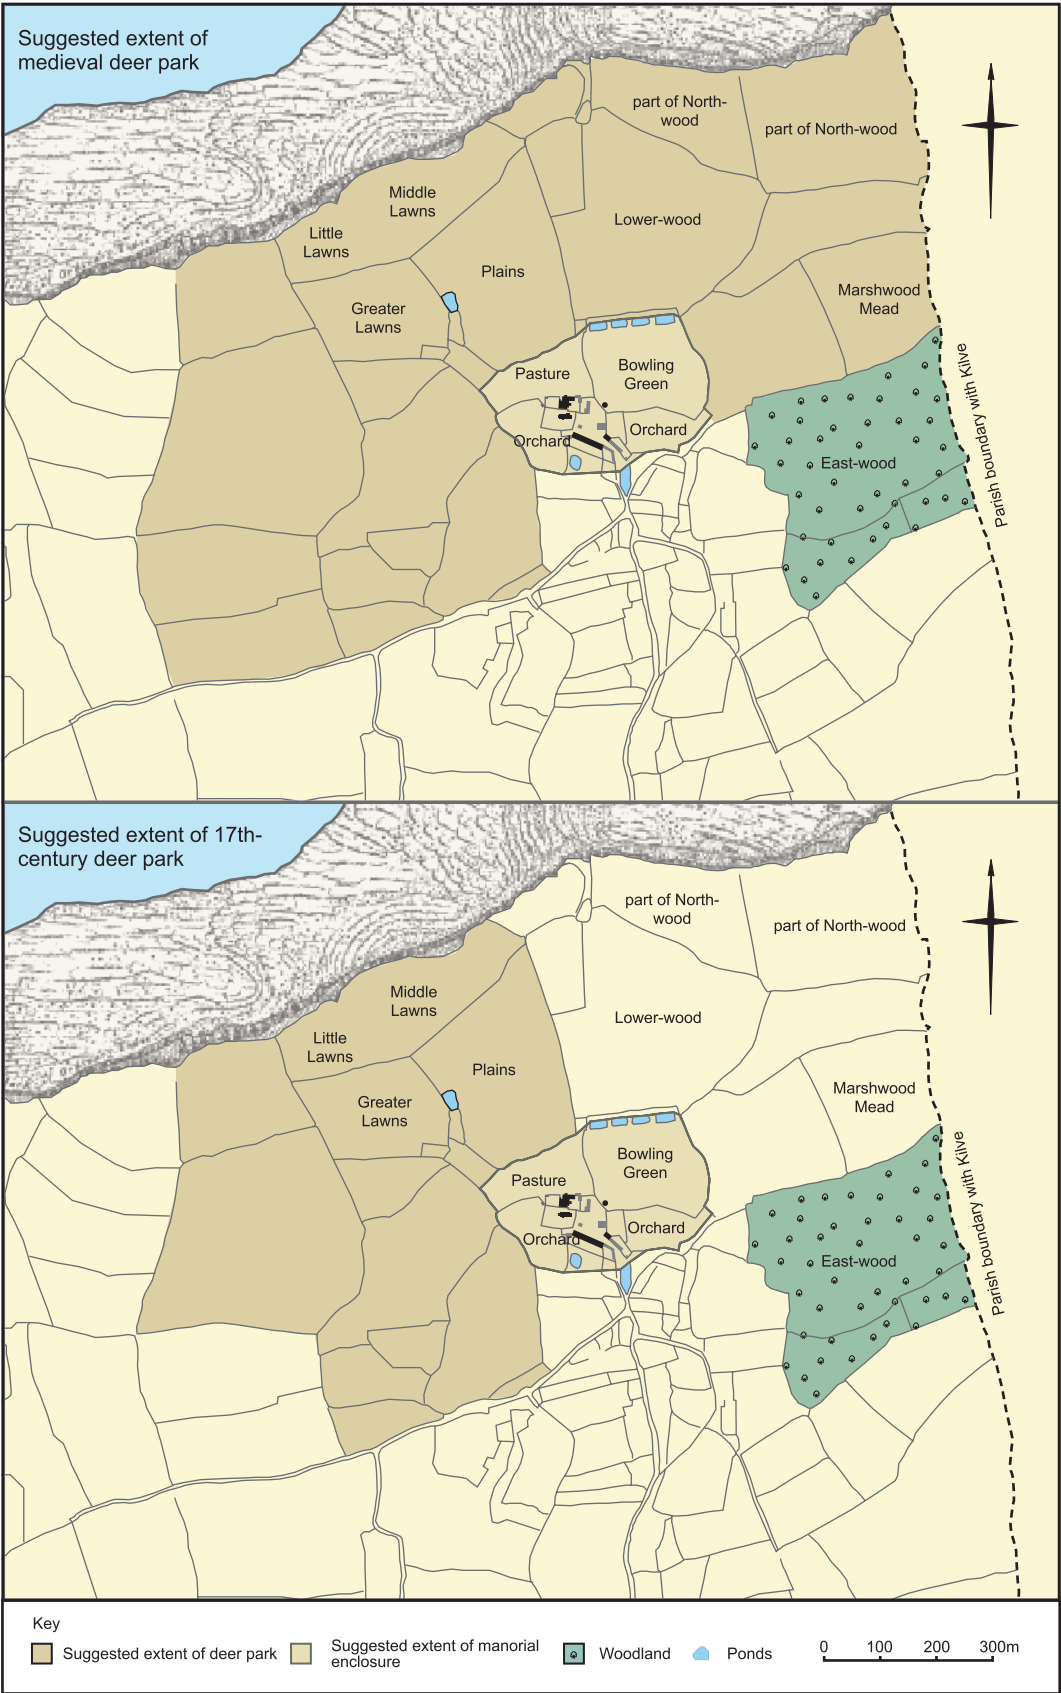 Suggested extent of
medieval deer park
part of North-
wood
part of North-wood
Middle
Lawns
Lower-wood
Little
Lawns
Plains
Marshwood
Mead
Greater
Lawns
Pasture
Bowling
Green
Orchard
Orchard
East-wood
Parish boundary with Kilve
Suggested extent of 17th-
century deer park
part of North-
wood
part of North-wood
Middle
Lawns
Lower-wood
Little
Lawns
Plains
Marshwood
Mead
Greater
Lawns
Bowling
Green
Pasture
Orchard
Orchard
East-wood
Parish boundary with Kilve
Key
Suggested extent of deer park
Suggested extent of manorial
enclosure
Woodland
Ponds
0 100 200 300m